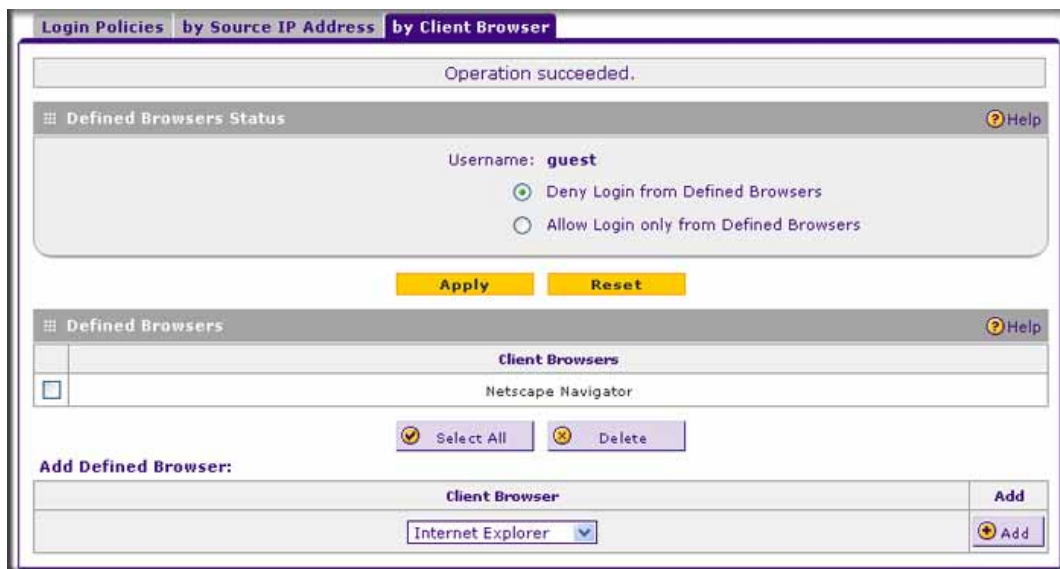 Login Policies by Source IP Address by Client Browser
Operation succeeded.
Defined Browsers Status Help
Username: guest
Deny Login from Defined Browsers
Allow Login only from Defined Browsers
Apply Reset
Defined Browsers Help
Client Browsers
Netscape Navigator
Select All Delete
Add Defined Browser:
Client Browser Add
Internet Explorer Add